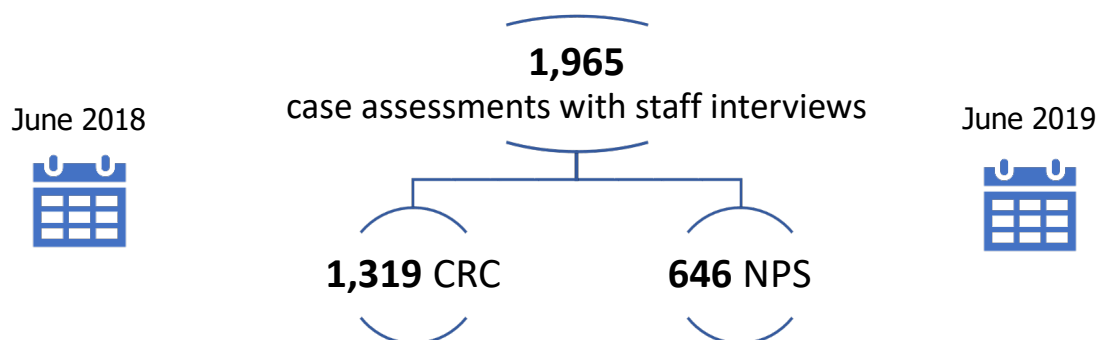 1,965
case assessments with staff interviews
June 2018
June 2019
1,319 CRC
646 NPS